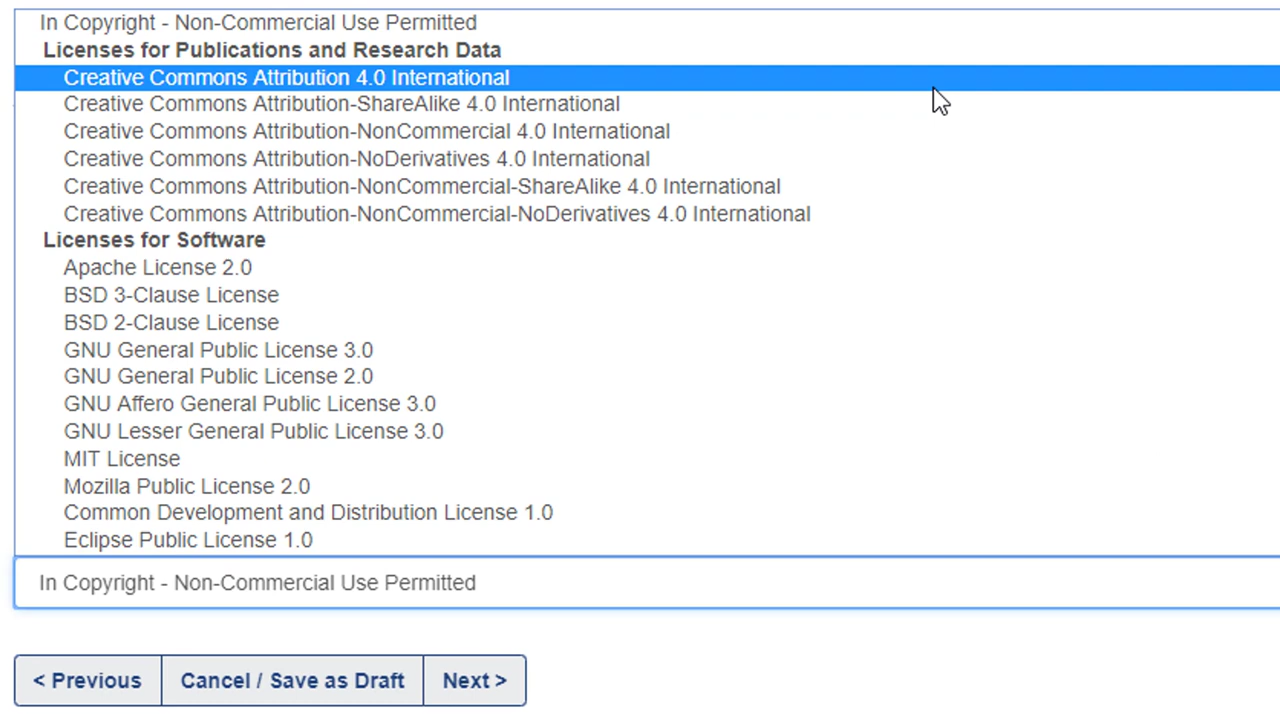 In Copyright - Non-Commercial Use Permitted
Licenses for Publications and Research Data
Creative Commons Attribution 4.0 International
Creative Commons Attribution-ShareAlike 4.0 International
Creative Commons Attribution-NonCommercial 4.0 International
Creative Commons Attribution-NoDerivatives 4.0 International
Creative Commons Attribution-NonCommercial-ShareAlike 4.0 International
Creative Commons Attribution-NonCommercial-NoDerivatives 4.0 International
Licenses for Software
Apache License 2.0
BSD 3-Clause License
BSD 2-Clause License
GNU General Public License 3.0
GNU General Public License 2.0
GNU Affero General Public License 3.0
GNU Lesser General Public License 3.0
MIT License
Mozilla Public License 2.0
Common Development and Distribution License 1.0
Eclipse Public License 1.0
In Copyright - Non-Commercial Use Permitted
< Previous Cancel / Save as Draft Next >